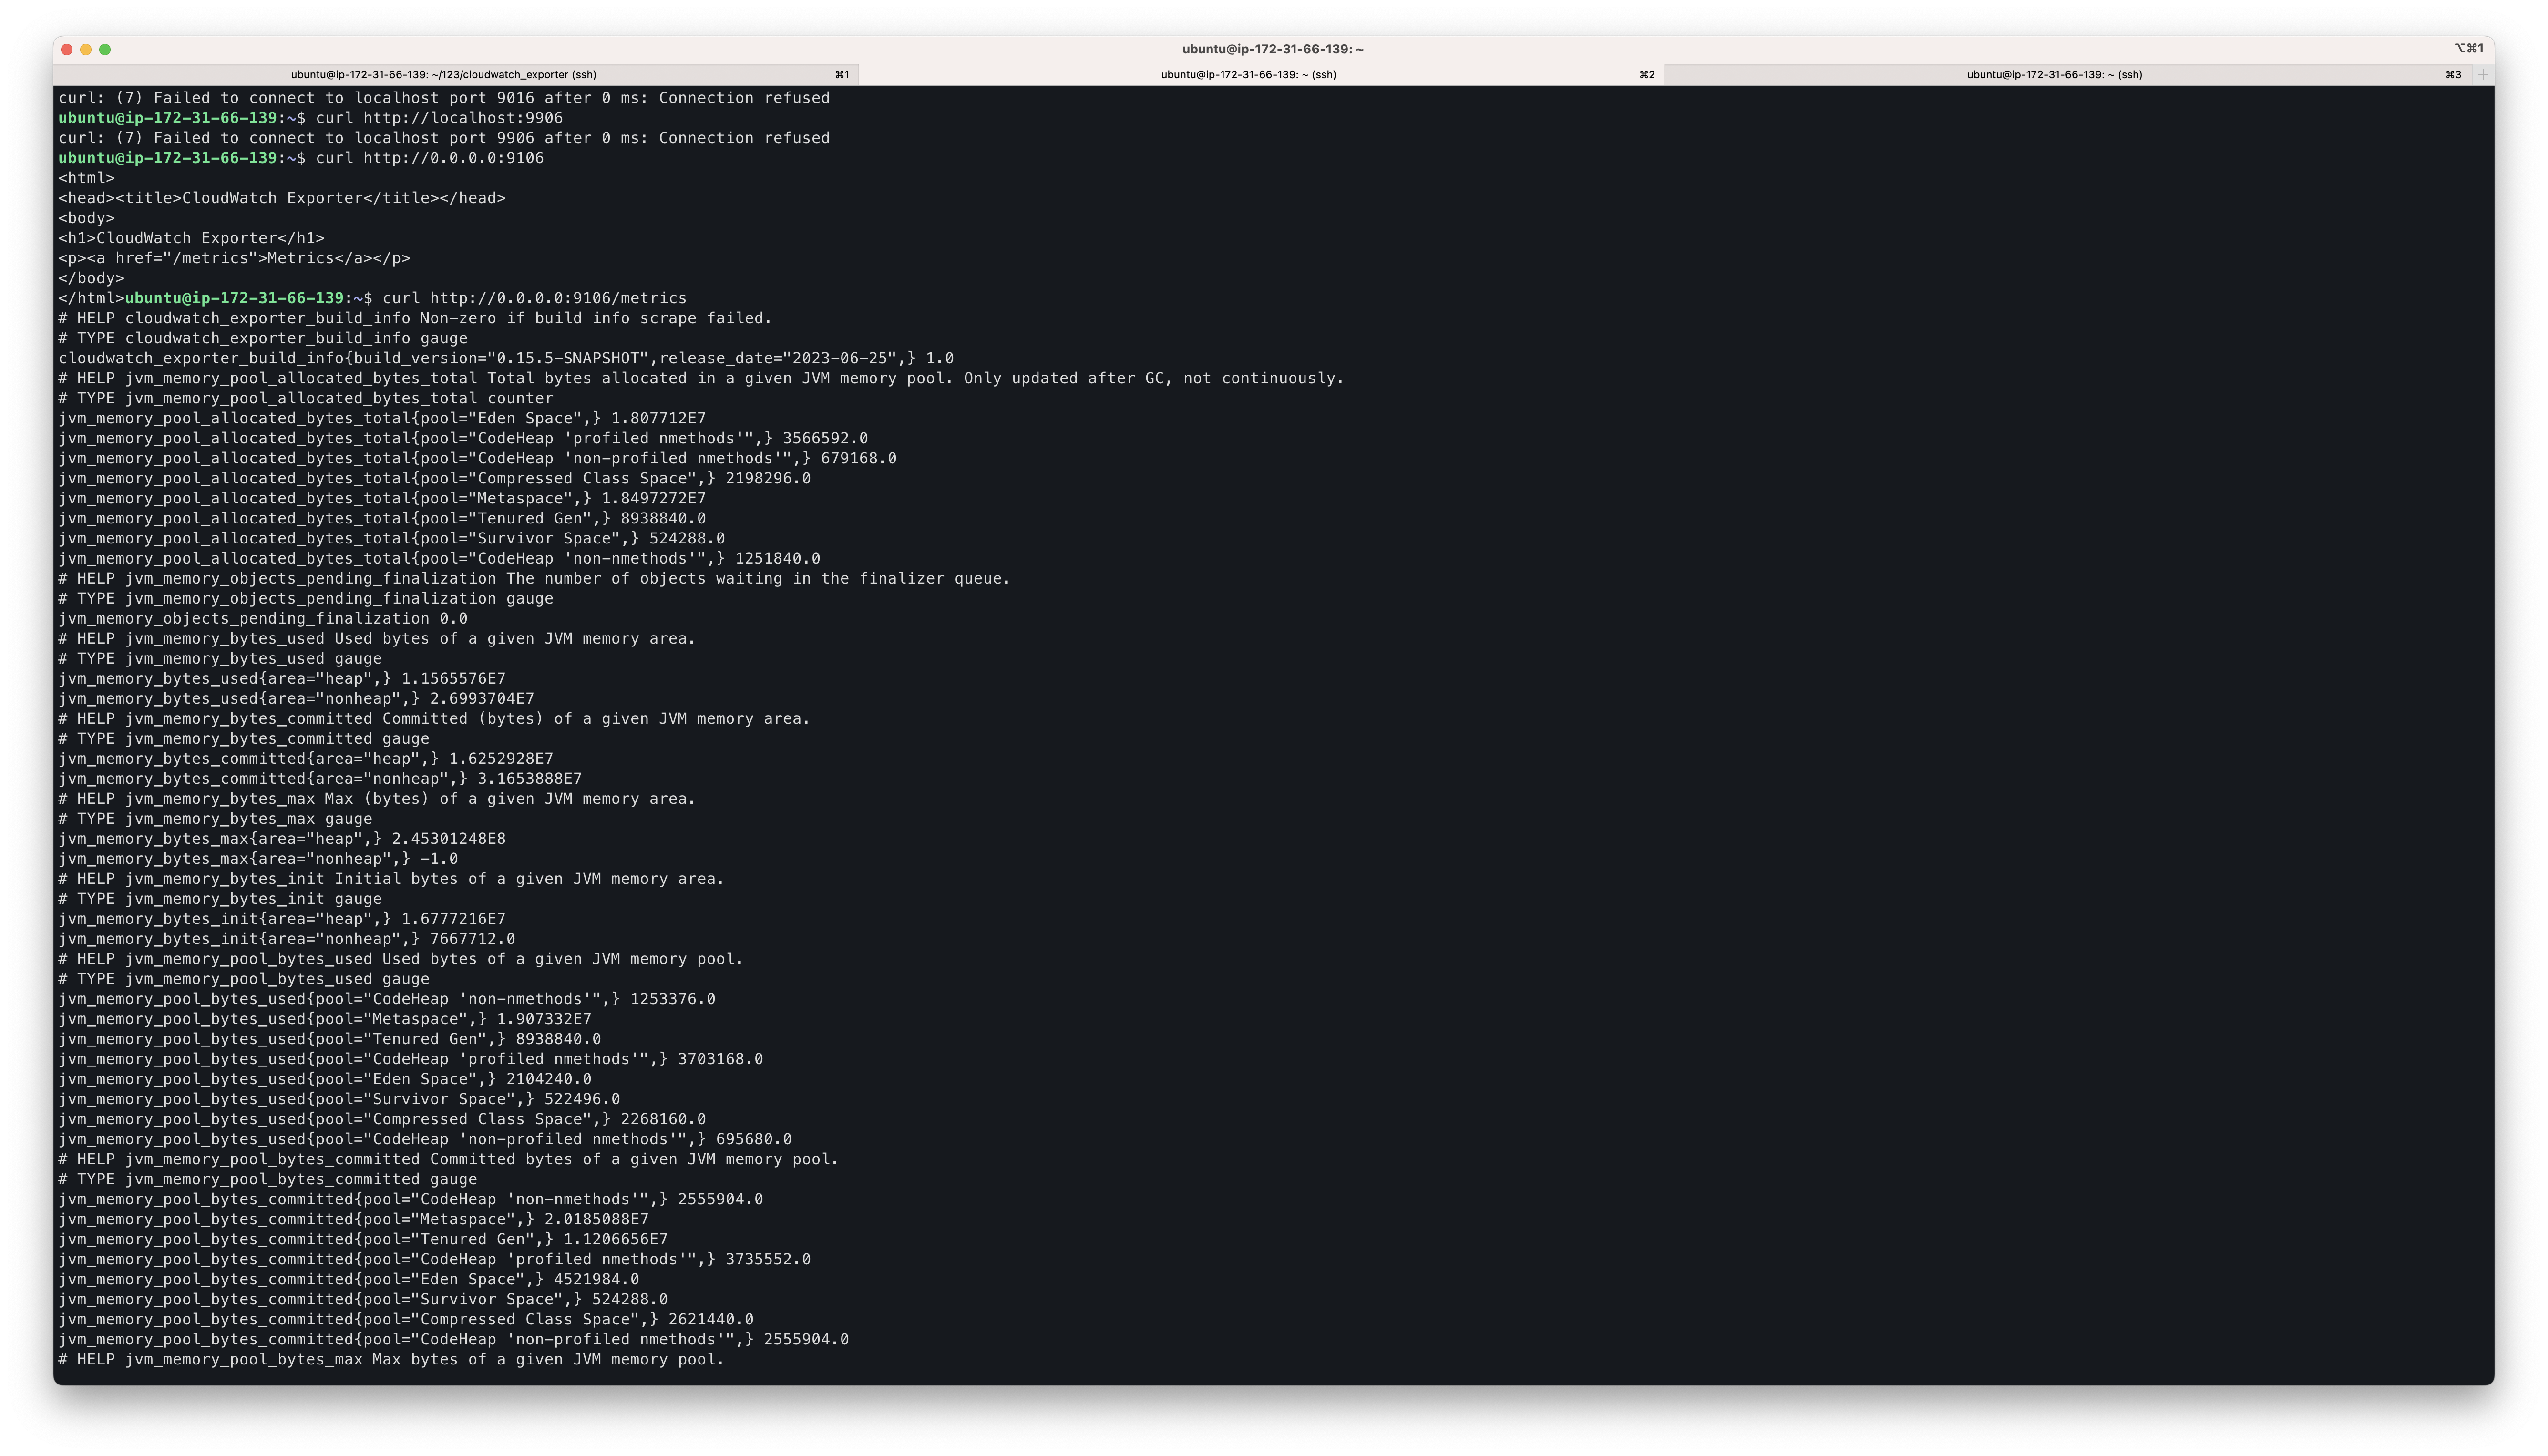 ubuntu@ip-172-31-66-139: ~
⌥⌘1
ubuntu@ip-172-31-66-139: ~/123/cloudwatch_exporter (ssh) ⌘1
ubuntu@ip-172-31-66-139: ~ (ssh) ⌘2
ubuntu@ip-172-31-66-139: ~ (ssh) ⌘3 +
curl: (7) Failed to connect to localhost port 9016 after 0 ms: Connection refused
ubuntu@ip-172-31-66-139:~$ curl http://localhost:9906
curl: (7) Failed to connect to localhost port 9906 after 0 ms: Connection refused
ubuntu@ip-172-31-66-139:~$ curl http://0.0.0.0:9106
<html>
<head><title>CloudWatch Exporter</title></head>
<body>
<h1>CloudWatch Exporter</h1>
<p><a href="/metrics">Metrics</a></p>
</body>
</html>ubuntu@ip-172-31-66-139:~$ curl http://0.0.0.0:9106/metrics
# HELP cloudwatch_exporter_build_info Non-zero if build info scrape failed.
# TYPE cloudwatch_exporter_build_info gauge
cloudwatch_exporter_build_info{build_version="0.15.5-SNAPSHOT",release_date="2023-06-25",} 1.0
# HELP jvm_memory_pool_allocated_bytes_total Total bytes allocated in a given JVM memory pool. Only updated after GC, not continuously.
# TYPE jvm_memory_pool_allocated_bytes_total counter
jvm_memory_pool_allocated_bytes_total{pool="Eden Space",} 1.807712E7
jvm_memory_pool_allocated_bytes_total{pool="CodeHeap 'profiled nmethods'",} 3566592.0
jvm_memory_pool_allocated_bytes_total{pool="CodeHeap 'non-profiled nmethods'",} 679168.0
jvm_memory_pool_allocated_bytes_total{pool="Compressed Class Space",} 2198296.0
jvm_memory_pool_allocated_bytes_total{pool="Metaspace",} 1.8497272E7
jvm_memory_pool_allocated_bytes_total{pool="Tenured Gen",} 8938840.0
jvm_memory_pool_allocated_bytes_total{pool="Survivor Space",} 524288.0
jvm_memory_pool_allocated_bytes_total{pool="CodeHeap 'non-nmethods'",} 1251840.0
# HELP jvm_memory_objects_pending_finalization The number of objects waiting in the finalizer queue.
# TYPE jvm_memory_objects_pending_finalization gauge
jvm_memory_objects_pending_finalization 0.0
# HELP jvm_memory_bytes_used Used bytes of a given JVM memory area.
# TYPE jvm_memory_bytes_used gauge
jvm_memory_bytes_used{area="heap",} 1.1565576E7
jvm_memory_bytes_used{area="nonheap",} 2.6993704E7
# HELP jvm_memory_bytes_committed Committed (bytes) of a given JVM memory area.
# TYPE jvm_memory_bytes_committed gauge
jvm_memory_bytes_committed{area="heap",} 1.6252928E7
jvm_memory_bytes_committed{area="nonheap",} 3.1653888E7
# HELP jvm_memory_bytes_max Max (bytes) of a given JVM memory area.
# TYPE jvm_memory_bytes_max gauge
jvm_memory_bytes_max{area="heap",} 2.45301248E8
jvm_memory_bytes_max{area="nonheap",} -1.0
# HELP jvm_memory_bytes_init Initial bytes of a given JVM memory area.
# TYPE jvm_memory_bytes_init gauge
jvm_memory_bytes_init{area="heap",} 1.6777216E7
jvm_memory_bytes_init{area="nonheap",} 7667712.0
# HELP jvm_memory_pool_bytes_used Used bytes of a given JVM memory pool.
# TYPE jvm_memory_pool_bytes_used gauge
jvm_memory_pool_bytes_used{pool="CodeHeap 'non-nmethods'",} 1253376.0
jvm_memory_pool_bytes_used{pool="Metaspace",} 1.907332E7
jvm_memory_pool_bytes_used{pool="Tenured Gen",} 8938840.0
jvm_memory_pool_bytes_used{pool="CodeHeap 'profiled nmethods'",} 3703168.0
jvm_memory_pool_bytes_used{pool="Eden Space",} 2104240.0
jvm_memory_pool_bytes_used{pool="Survivor Space",} 522496.0
jvm_memory_pool_bytes_used{pool="Compressed Class Space",} 2268160.0
jvm_memory_pool_bytes_used{pool="CodeHeap 'non-profiled nmethods'",} 695680.0
# HELP jvm_memory_pool_bytes_committed Committed bytes of a given JVM memory pool.
# TYPE jvm_memory_pool_bytes_committed gauge
jvm_memory_pool_bytes_committed{pool="CodeHeap 'non-nmethods'",} 2555904.0
jvm_memory_pool_bytes_committed{pool="Metaspace",} 2.0185088E7
jvm_memory_pool_bytes_committed{pool="Tenured Gen",} 1.1206656E7
jvm_memory_pool_bytes_committed{pool="CodeHeap 'profiled nmethods'",} 3735552.0
jvm_memory_pool_bytes_committed{pool="Eden Space",} 4521984.0
jvm_memory_pool_bytes_committed{pool="Survivor Space",} 524288.0
jvm_memory_pool_bytes_committed{pool="Compressed Class Space",} 2621440.0
jvm_memory_pool_bytes_committed{pool="CodeHeap 'non-profiled nmethods'",} 2555904.0
# HELP jvm_memory_pool_bytes_max Max bytes of a given JVM memory pool.